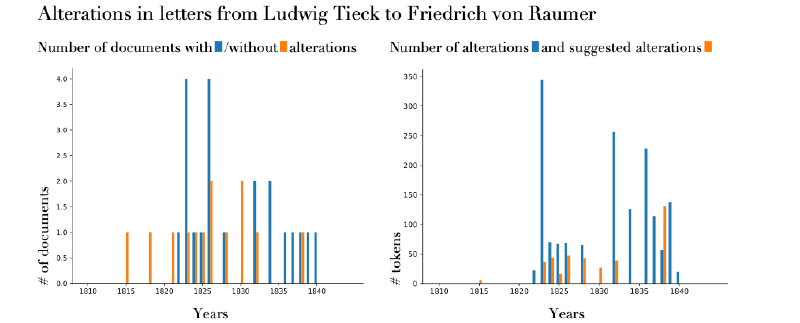 Alterations in letters from Ludwig Tieck to Friedrich von Raumer
Number of documents with /without alterations
Number of alterations and suggested alterations
4.0
3.5
3.0
2.5
2.0
1.5
1.0
0.5
0.0
# of documents
1810 1815 1820 1825 1830 1835 1840
Years
350
300
250
200
150
100
50
0
# tokens
1810 1815 1820 1825 1830 1835 1840
Years